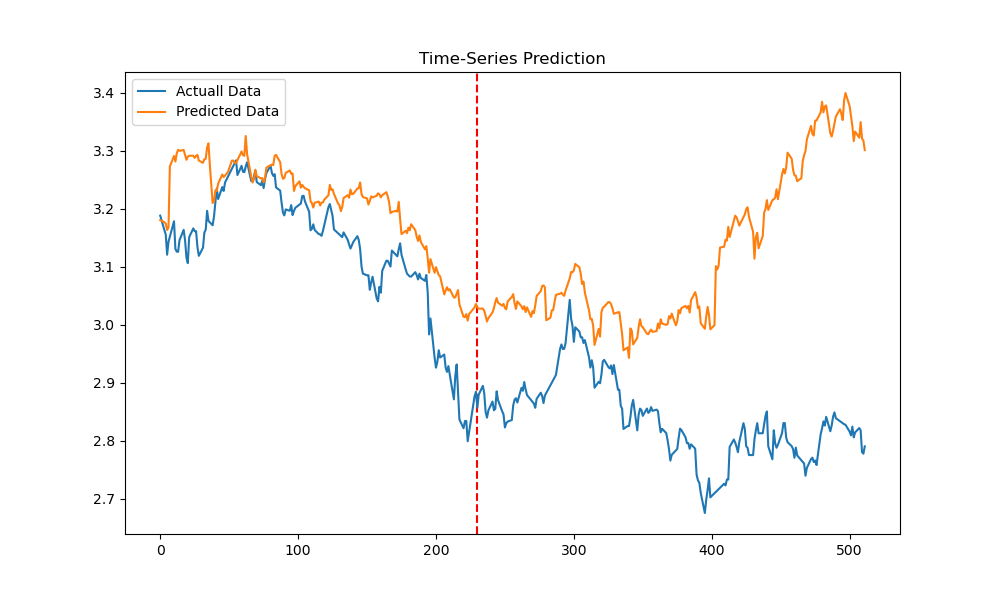 Time-Series Prediction
Actuall Data
Predicted Data
3.4
3.3
3.2
3.1
3.0
2.9
2.8
2.7
0 100 200 300 400 500